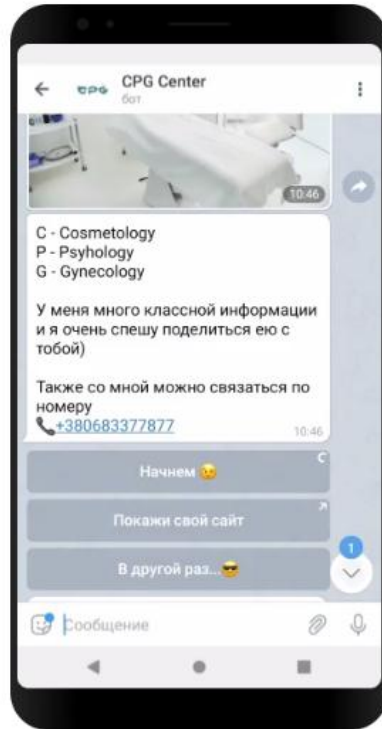 CPG CPG Center
бот
10:46
C - Cosmetology
P - Psyhology
G - Gynecology
У меня много классной информации
и я очень спешу поделиться ею с
тобой)
Также со мной можно связаться по
номеру
📞+380683377877
10:46
Начнем 😉
Покажи свой сайт
В другой раз...😎
1
Сообщение